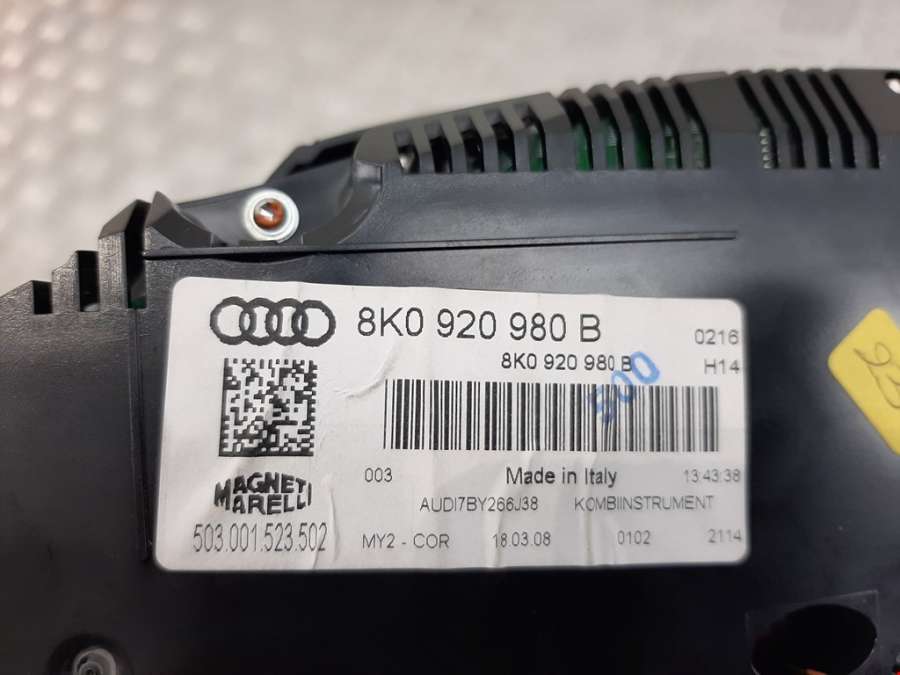 8K0 920 980 B
0216
8K0 920 980 B
H14
500
003 Made in Italy 13:43:38
AUDI7BY266J38 KOMBIINSTRUMENT
MAGNETI
MARELLI
503.001.523.502
MY2 - COR 18.03.08 0102 2114